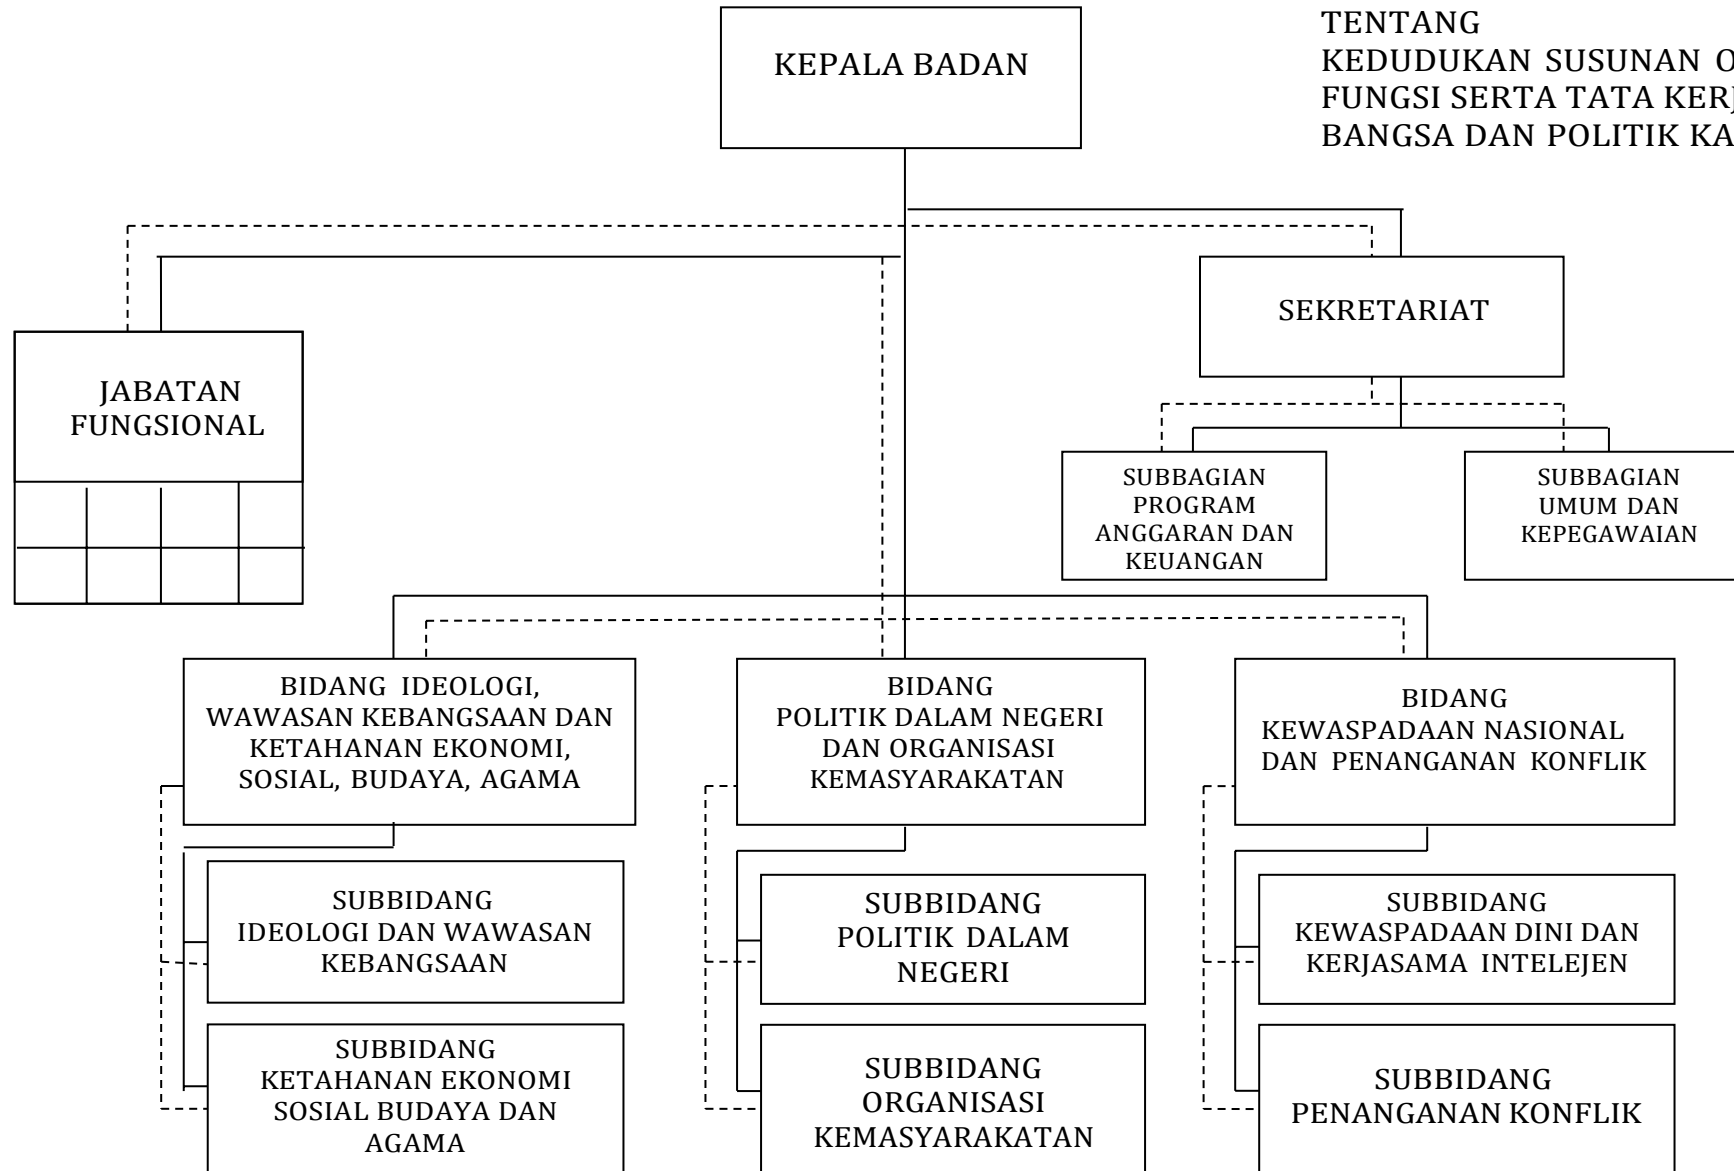 TENTANG
KEDUDUKAN SUSUNAN
FUNGSI SERTA TATA
BANGSA DAN POLITIK
KEPALA BADAN
SEKRETARIAT
JABATAN
FUNGSIONAL
SUBBAGIAN
PROGRAM
ANGGARAN DAN
KEUANGAN
SUBBAGIAN
UMUM DAN
KEPEGAWAIAN
BIDANG IDEOLOGI,
WAWASAN KEBANGSAAN DAN
KETAHANAN EKONOMI,
SOSIAL, BUDAYA, AGAMA
BIDANG
POLITIK DALAM NEGERI
DAN ORGANISASI
KEMASYARAKATAN
BIDANG
KEWASPADAAN NASIONAL
DAN PENANGANAN KONFLIK
SUBBIDANG
IDEOLOGI DAN WAWASAN
KEBANGSAAN
SUBBIDANG
POLITIK DALAM
NEGERI
SUBBIDANG
KEWASPADAAN DINI DAN
KERJASAMA INTELEJEN
SUBBIDANG
KETAHANAN EKONOMI
SOSIAL BUDAYA DAN
AGAMA
SUBBIDANG
ORGANISASI
KEMASYARAKATAN
SUBBIDANG
PENANGANAN KONFLIK